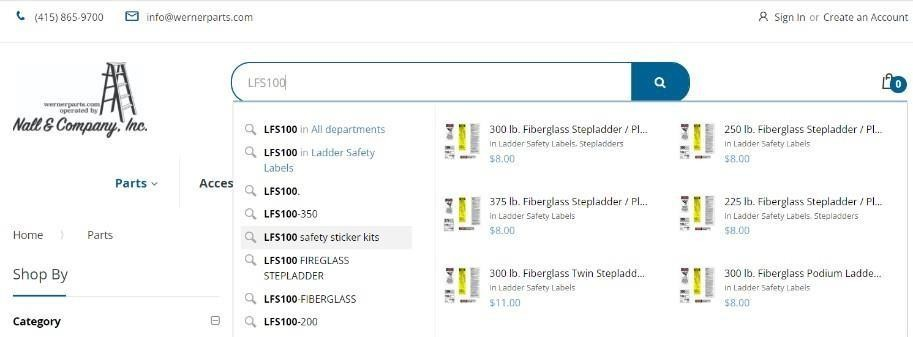 (415) 865-9700 info@wernerparts.com Sign In or Create an Account
wernerparts.com
operated by
Nall & Company, Inc.
LFS100
0
Parts Acces
Home Parts
Shop By
Category
LFS100 in All departments
LFS100 in Ladder Safety
Labels
LFS100.
LFS100-350
LFS100 safety sticker kits
LFS100 FIREGLASS
STEPLADDER
LFS100-FIBERGLASS
LFS100-200
300 lb. Fiberglass Stepladder / Pl...
in Ladder Safety Labels, Stepladders
$8.00
250 lb. Fiberglass Stepladder / Pl...
in Ladder Safety Labels
$8.00
375 lb. Fiberglass Stepladder / Pl...
in Ladder Safety Labels
$8.00
225 lb. Fiberglass Stepladder / Pl...
in Ladder Safety Labels, Stepladders
$8.00
300 lb. Fiberglass Twin Stepladd...
in Ladder Safety Labels
$11.00
300 lb. Fiberglass Podium Ladde...
in Ladder Safety Labels
$8.00